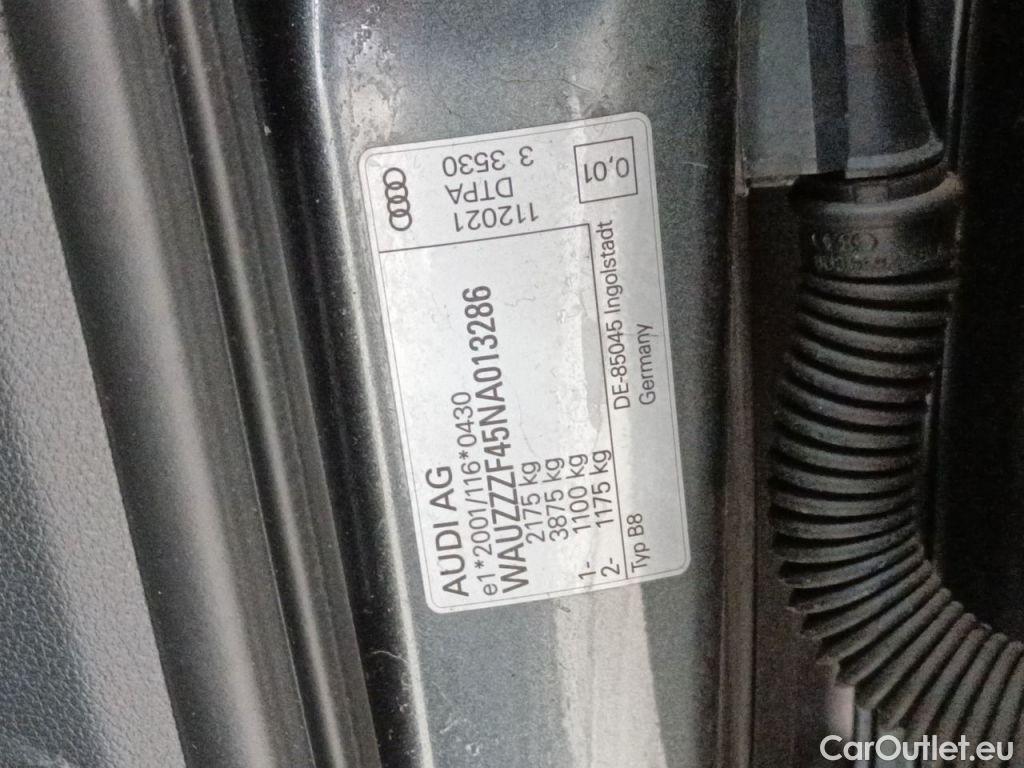 AUDI AG
e1*2001/116*0430
WAUZZZF45NA013286
2175 kg
3875 kg
1- 1100 kg
2- 1175 kg
Typ B8
DE-85045 Ingolstadt
Germany
112021
DTPA
3 3530
0,01
CarOutlet.eu